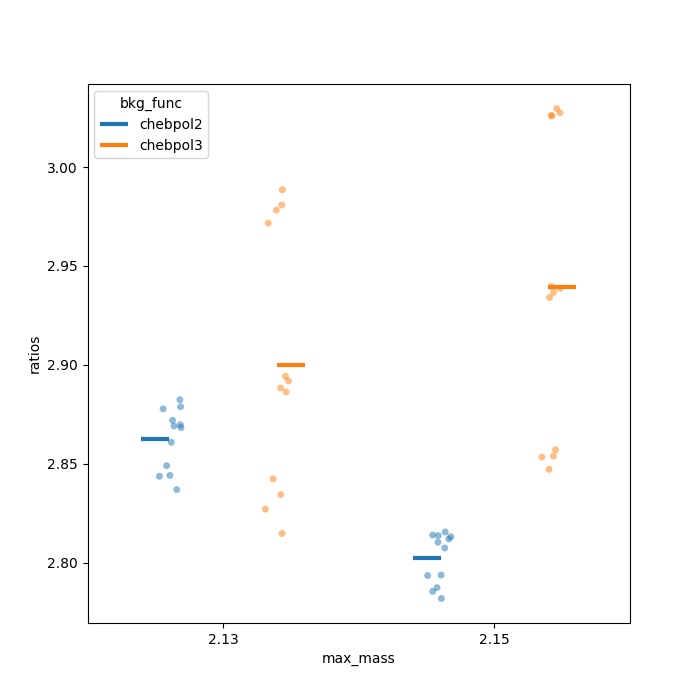 bkg_func
chebpol2
chebpol3
3.00
2.95
2.90
2.85
2.80
ratios
2.13
2.15
max_mass